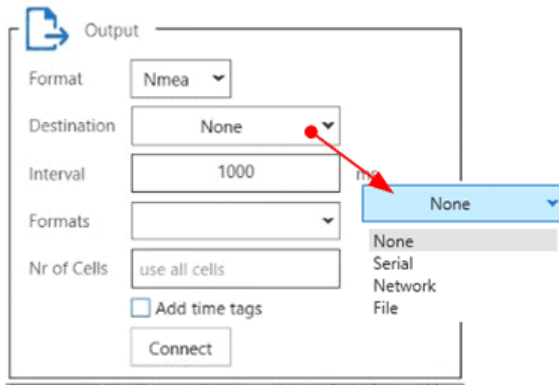 Output
Format Nmea
Destination None
Interval 1000
Formats
None
Nr of Cells use all cells
None
Serial
Network
File
Add time tags
Connect